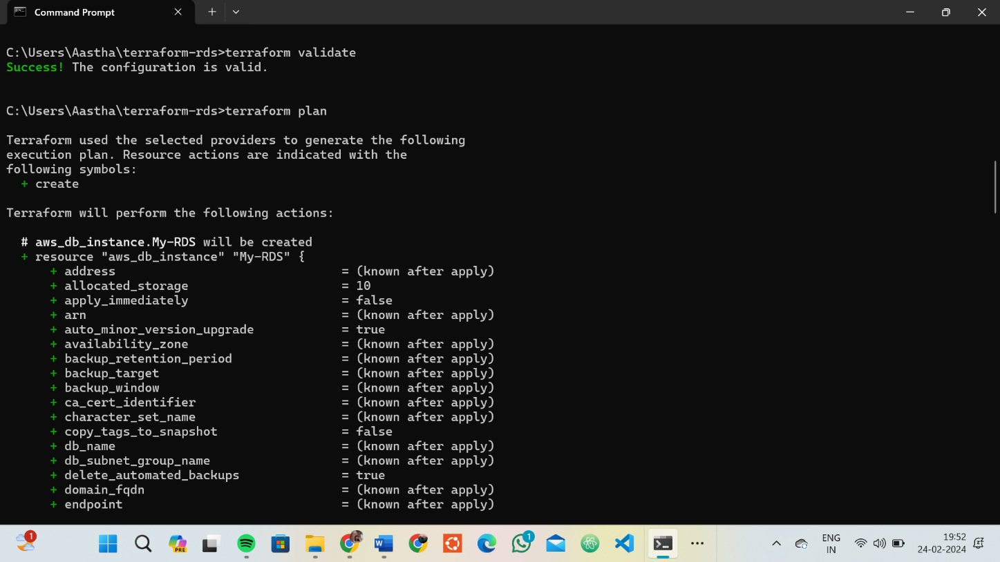 Command Prompt
C:\Users\Aastha\terraform-rds>terraform validate
Success! The configuration is valid.
C:\Users\Aastha\terraform-rds>terraform plan
Terraform used the selected providers to generate the following
execution plan. Resource actions are indicated with the
following symbols:
+ create
Terraform will perform the following actions:
# aws_db_instance.My-RDS will be created
+ resource "aws_db_instance" "My-RDS" {
+ address = (known after apply)
+ allocated_storage = 10
+ apply_immediately = false
+ arn = (known after apply)
+ auto_minor_version_upgrade = true
+ availability_zone = (known after apply)
+ backup_retention_period = (known after apply)
+ backup_target = (known after apply)
+ backup_window = (known after apply)
+ ca_cert_identifier = (known after apply)
+ character_set_name = (known after apply)
+ copy_tags_to_snapshot = false
+ db_name = (known after apply)
+ db_subnet_group_name = (known after apply)
+ delete_automated_backups = true
+ domain_fqdn = (known after apply)
+ endpoint = (known after apply)
1
PRE
W
1
ENG
IN
19:52
24-02-2024